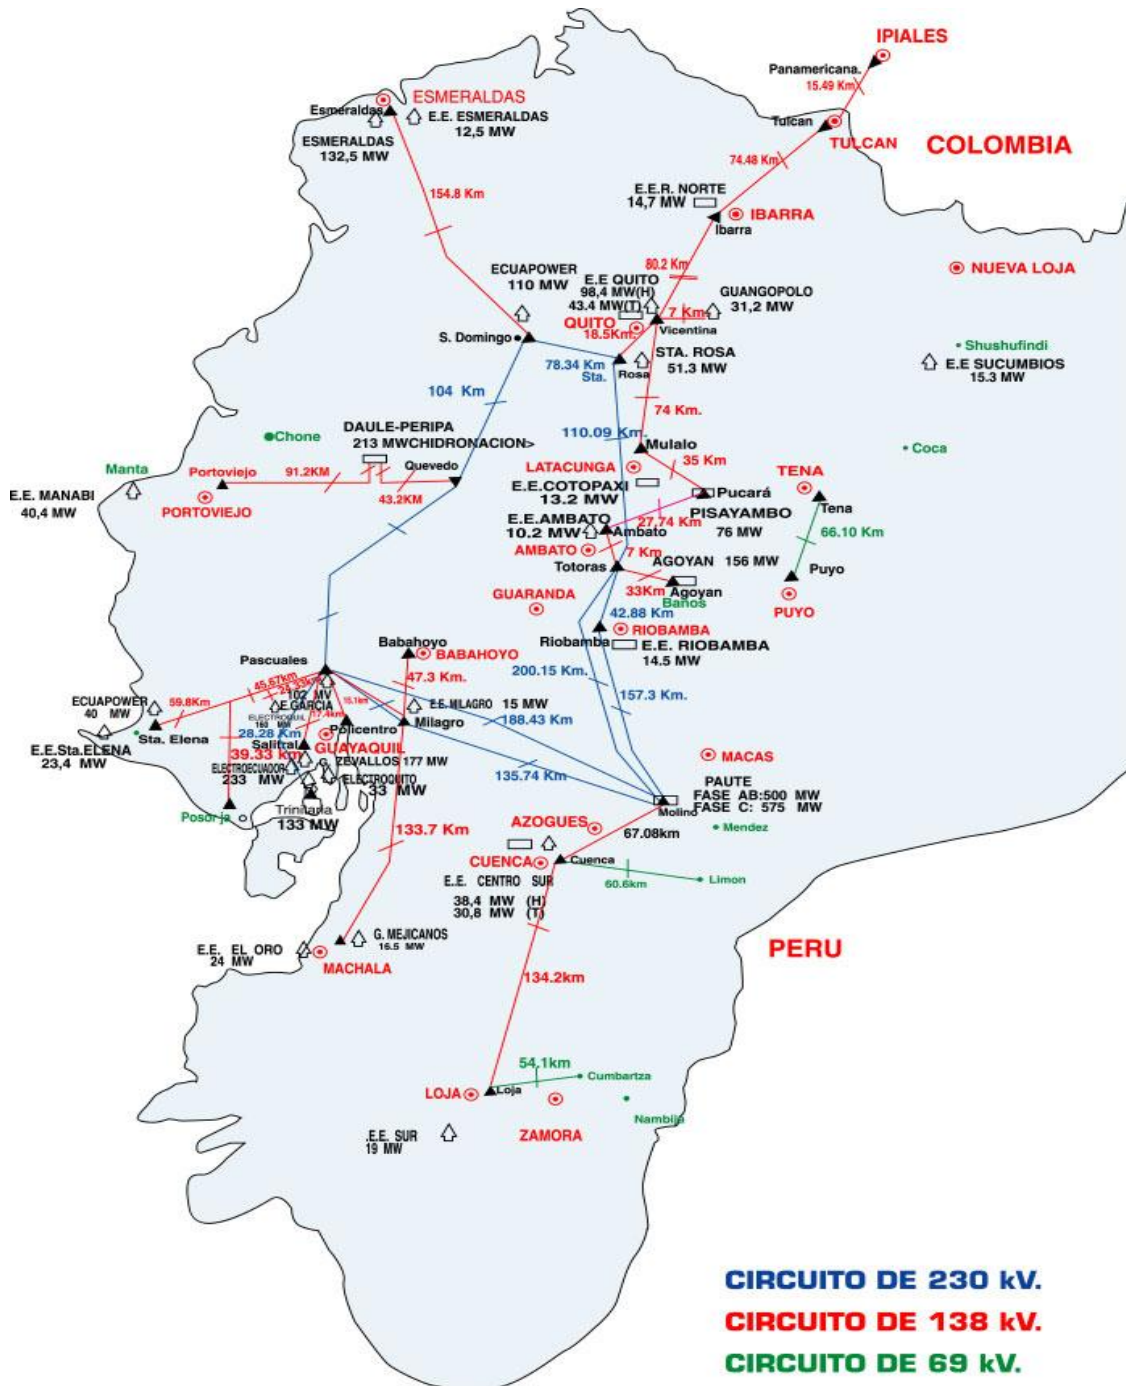 IPIALES
Panamericana.
15.49 Km
ESMERALDAS
Esmeraldas
E.E. ESMERALDAS
12,5 MW
ESMERALDAS
132,5 MW
Tulcan
TULCAN
COLOMBIA
74.48 Km
154.8 Km
E.E.R. NORTE
14,7 MW
IBARRA
Ibarra
80.2 Km
NUEVA LOJA
ECUAPOWER
110 MW
E.E QUITO
98,4 MW(H)
43.4 MW(T)
GUANGOPOLO
31,2 MW
7 Km
QUITO
18.5Km.
Vicentina
S. Domingo
78.34 Km
Sta.
Rosa
STA. ROSA
51.3 MW
Shushufindi
E.E SUCUMBIOS
15.3 MW
104 Km
74 Km.
DAULE-PERIPA
213 MWCHIDRONACION>
110.09 Km.
Chone
Mulalo
Coca
Manta
Portoviejo
91.2KM
Quevedo
43.2KM
LATACUNGA
35 Km
TENA
E.E. MANABI
40,4 MW
PORTOVIEJO
E.E.COTOPAXI
13.2 MW
Pucará
PISAYAMBO
76 MW
Tena
27,74 Km
E.E.AMBATO
10.2 MW
Ambato
66.10 Km
AMBATO
7 Km
Totoras
AGOYAN 156 MW
Puyo
33Km
Agoyan
Banos
PUYO
GUARANDA
42.88 Km
RIOBAMBA
Riobamba
E.E. RIOBAMBA
14.5 MW
Babahoyo
BABAHOYO
Pascuales
47.3 Km.
200.15 Km.
157.3 Km.
45.67km
24.33km
59.8Km
ECUAPOWER
40 MW
102 MV
E.GARCIA
15.1km
E.E. MILAGRO 15 MW
188.43 Km
ELECTROQUIL
160 MW
17.4km
Policentro
Milagro
Sta. Elena
28.28 Km
Salitral
GUAYAQUIL
E.E.Sta.ELENA
23,4 MW
39.33 km
G. ZEVALLOS 177 MW
ELECTROECUADOR
233 MW
ELECTROQUITO
33 MW
135.74 Km
MACAS
PAUTE
FASE AB:500 MW
FASE C: 575 MW
Molino
Posorja
Trinitaria
133 MW
133.7 Km
AZOGUES
67.08km
Mendez
CUENCA
Cuenca
60.6km
Limon
E.E. CENTRO SUR
38,4 MW (H)
30,8 MW (T)
G. MEJICANOS
16.5 MW
E.E. EL ORO
24 MW
MACHALA
PERU
134.2km
54.1km
Cumbartza
LOJA
Loja
ZAMORA
Nambija
.E.E. SUR
19 MW
CIRCUITO DE 230 kV.
CIRCUITO DE 138 kV.
CIRCUITO DE 69 kV.